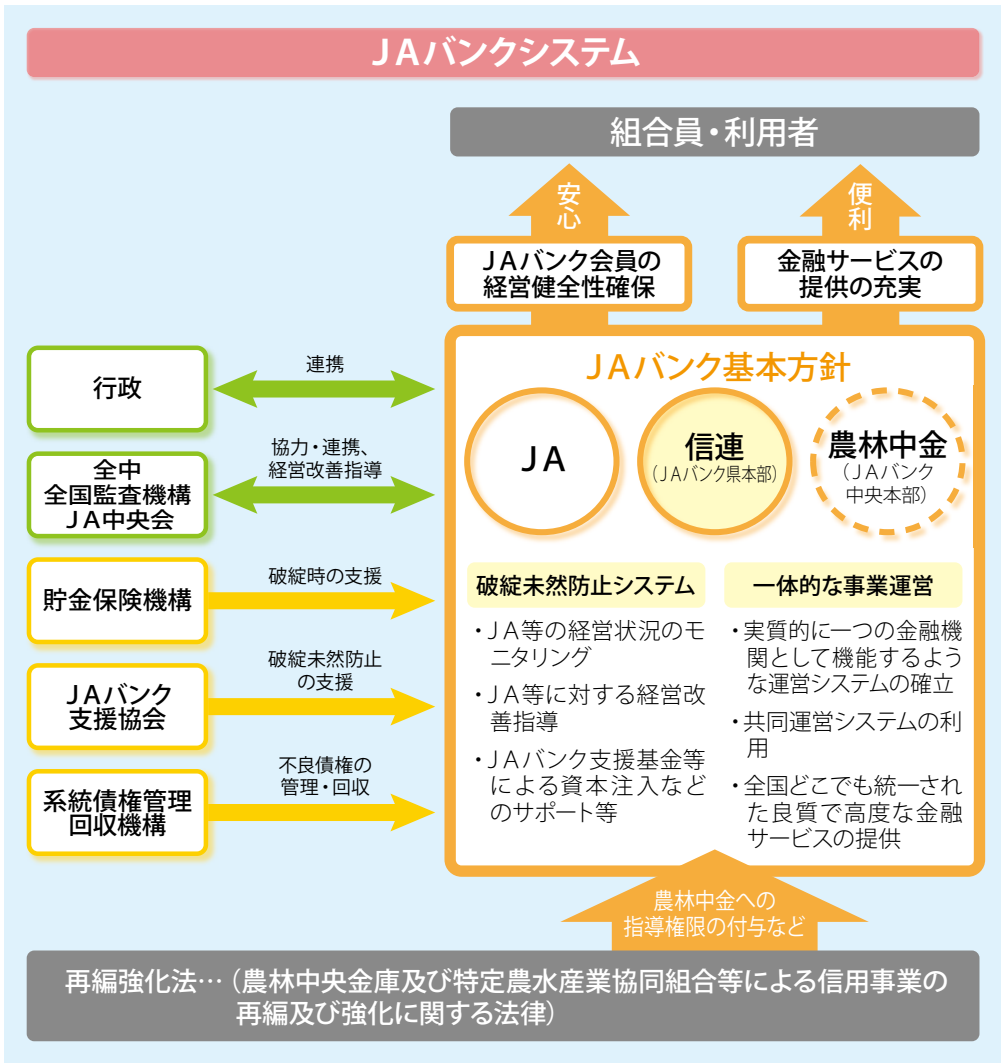 JAバンクシステム
組合員・利用者
安心
便利
JAバンク会員の
経営健全性確保
金融サービスの
提供の充実
行政
連携
全中
全国監査機構
JA中央会
協力・連携、
経営改善指導
貯金保険機構
破綻時の支援
JAバンク
支援協会
破綻未然防止
の支援
系統債権管理
回収機構
不良債権の
管理・回収
JAバンク基本方針
JA
信連
（JAバンク県本部）
農林中金
（JAバンク
中央本部）
破綻未然防止システム
・JA等の経営状況のモ
ニタリング
・JA等に対する経営改
善指導
・JAバンク支援基金等
による資本注入など
のサポート等
一体的な事業運営
・実質的に一つの金融機
関として機能するよう
な運営システムの確立
・共同運営システムの利
用
・全国どこでも統一され
た良質で高度な金融
サービスの提供
農林中金への
指導権限の付与など
再編強化法…（農林中央金庫及び特定農水産業協同組合等による信用事業の
再編及び強化に関する法律）